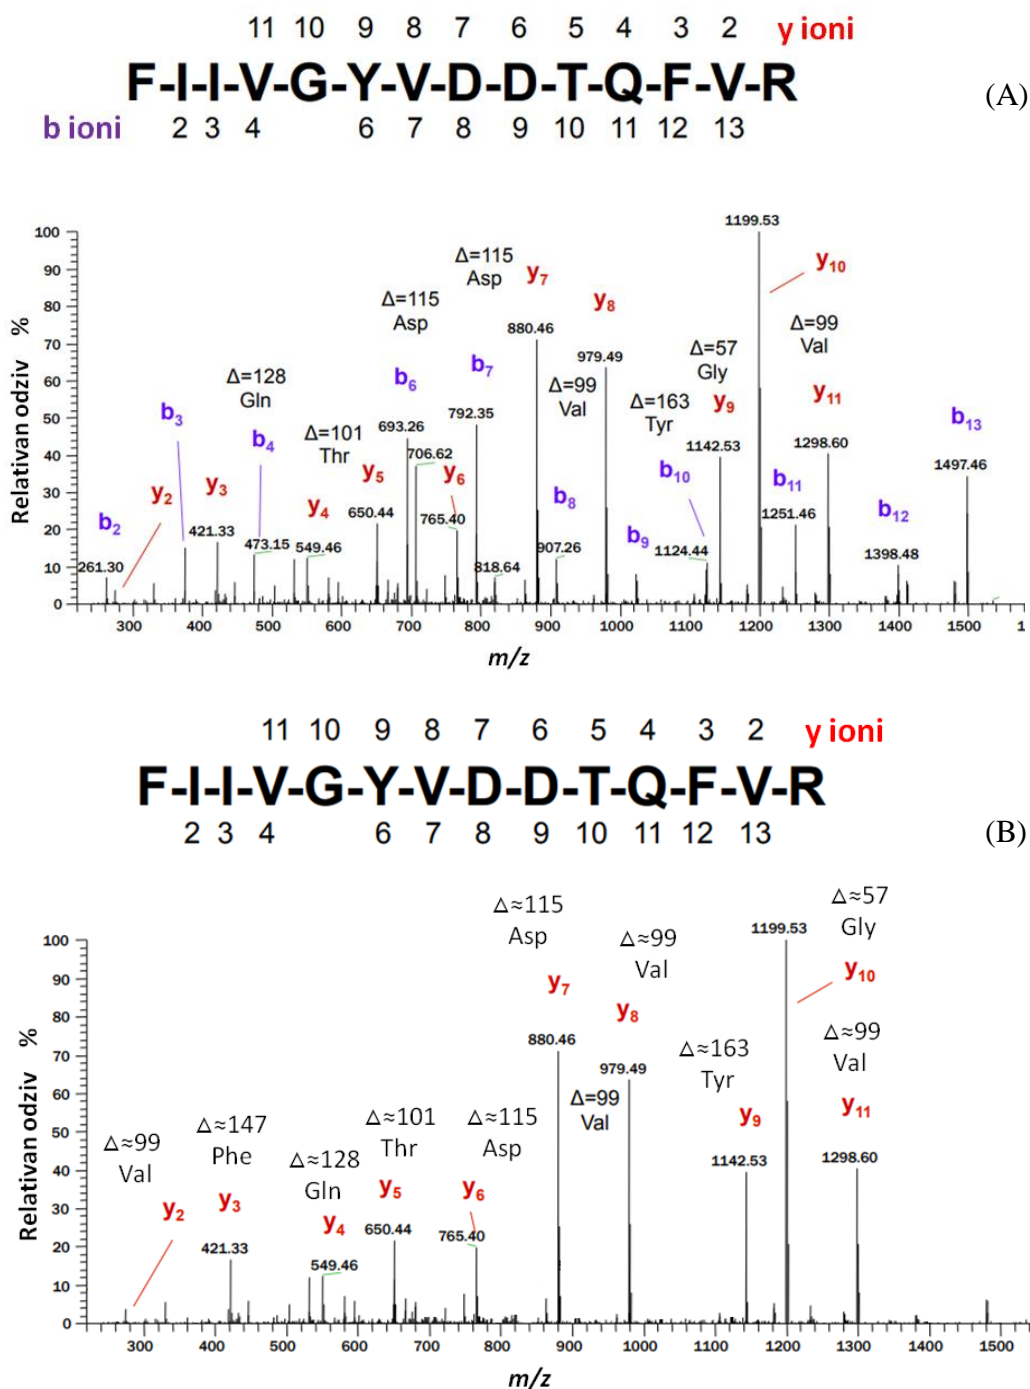 11 10 9 8 7 6 5 4 3 2 y ioni
F-I-I-V-G-Y-V-D-D-T-Q-F-V-R
(A)
b ioni 2 3 4 6 7 8 9 10 11 12 13
Relativan odziv %
100
90
80
70
60
50
40
30
20
10
0
b2
261.30
y2
b3
y3
421.33
Δ=128
Gln
b4
473.15
Δ=101
Thr
y4
549.46
y5
650.44
Δ=115
Asp
b6
693.26
706.62
y6
765.40
Δ=115
Asp
b7
792.35
818.64
y7
880.46
b8
907.26
Δ=99
Val
y8
979.49
b9
Δ=163
Tyr
b10
1124.44
Δ=57
Gly
y9
1142.53
1199.53
y10
b11
1251.46
Δ=99
Val
y11
1298.60
b12
1398.48
b13
1497.46
300 400 500 600 700 800 900 1000 1100 1200 1300 1400 1500
m/z
11 10 9 8 7 6 5 4 3 2 y ioni
F-I-I-V-G-Y-V-D-D-T-Q-F-V-R
(B)
2 3 4 6 7 8 9 10 11 12 13
Relativan odziv %
100
90
80
70
60
50
40
30
20
10
0
△≈99
Val
y2
△≈147
Phe
y3
421.33
△≈128
Gln
y4
549.46
△≈101
Thr
y5
650.44
△≈115
Asp
y6
765.40
△≈115
Asp
y7
880.46
Δ=99
Val
△≈99
Val
y8
979.49
△≈163
Tyr
y9
1142.53
1199.53
△≈57
Gly
y10
△≈99
Val
y11
1298.60
300 400 500 600 700 800 900 1000 1100 1200 1300 1400 1500
m/z